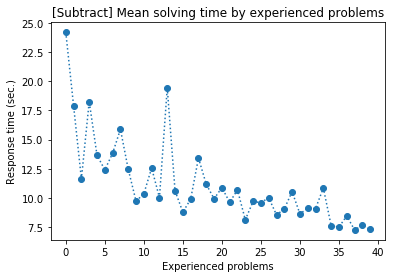 [Subtract] Mean solving time by experienced problems
25.0
22.5
20.0
17.5
15.0
12.5
10.0
7.5
Response time (sec.)
0 5 10 15 20 25 30 35 40
Experienced problems